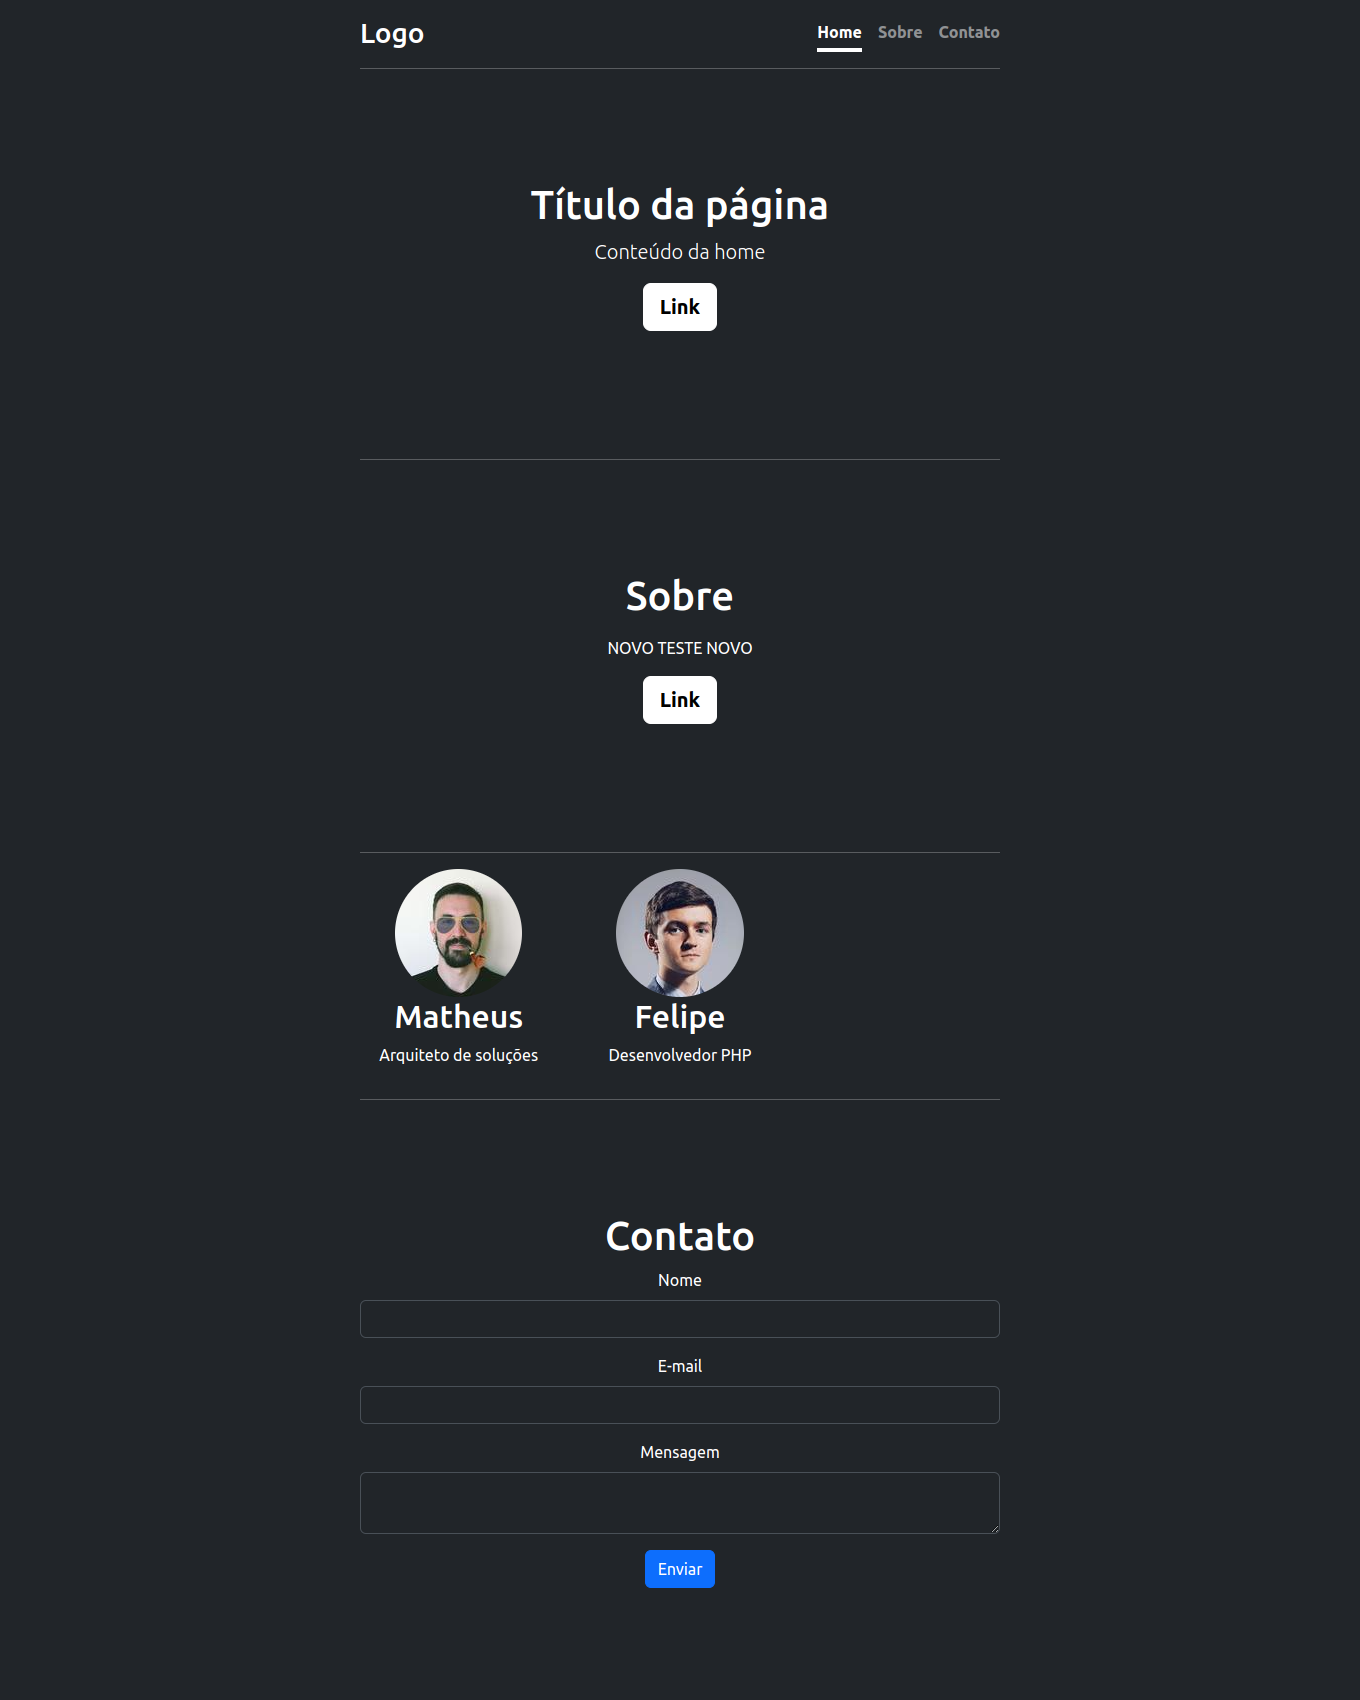 Logo
Home Sobre Contato
Título da página
Conteúdo da home
Link
Sobre
NOVO TESTE NOVO
Link
Matheus
Arquiteto de soluções
Felipe
Desenvolvedor PHP
Contato
Nome
E-mail
Mensagem
Enviar